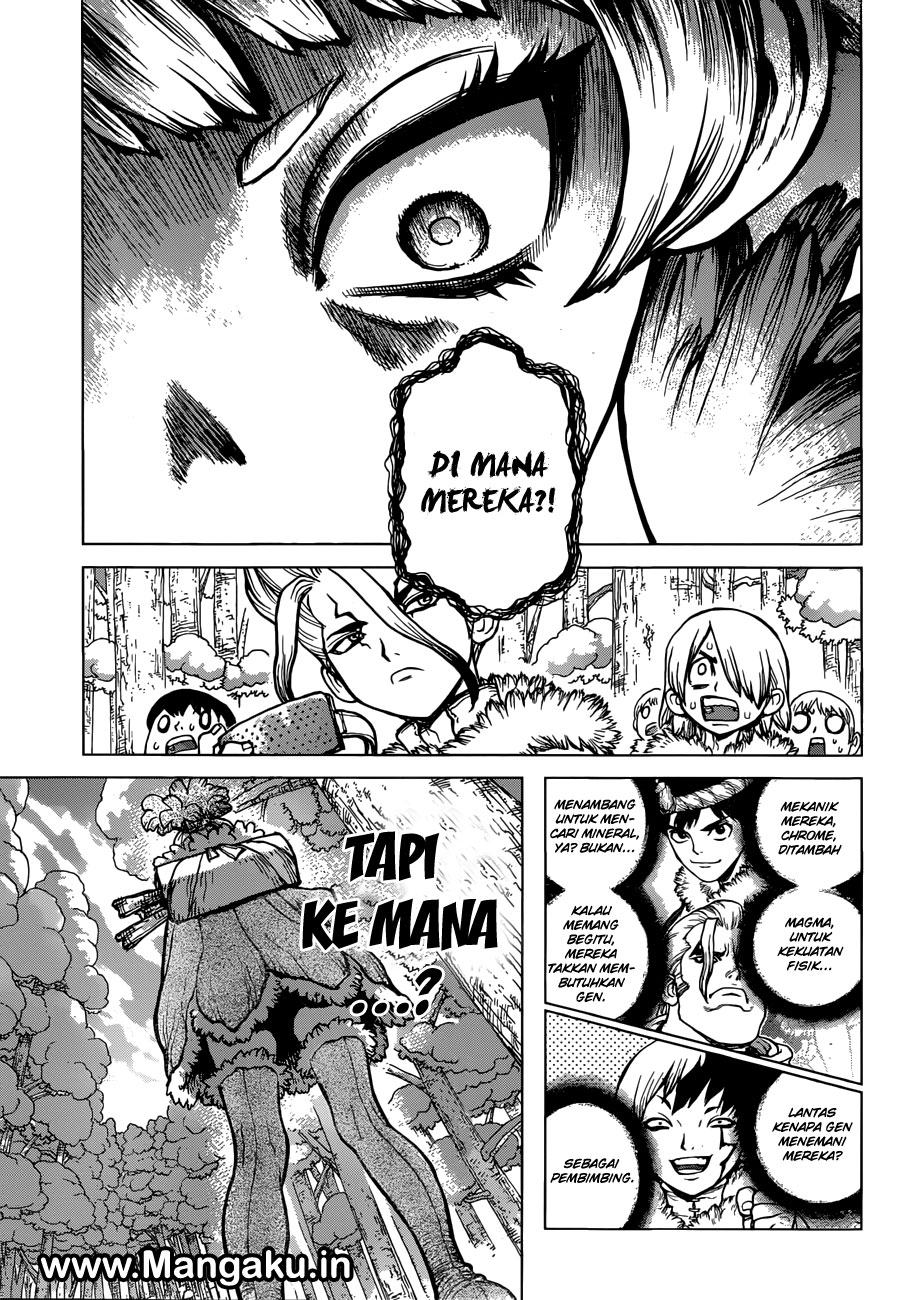 DI MANA
MEREKA?!
MEKANIK
MEREKA,
CHROME,
DITAMBAH
MAGMA,
UNTUK
KEKUATAN
FISIK...
MENAMBANG
UNTUK MEN-
CARI MINERAL,
YA? BUKAN...
KALAU
MEMANG
BEGITU,
MEREKA
TAKKAN MEM-
BUTUHKAN
GEN.
LANTAS
KENAPA GEN
MENEMANI
MEREKA?
SEBAGAI
PEMBIMBING.
TAPI
KE MANA
....?
www.Mangaku.in